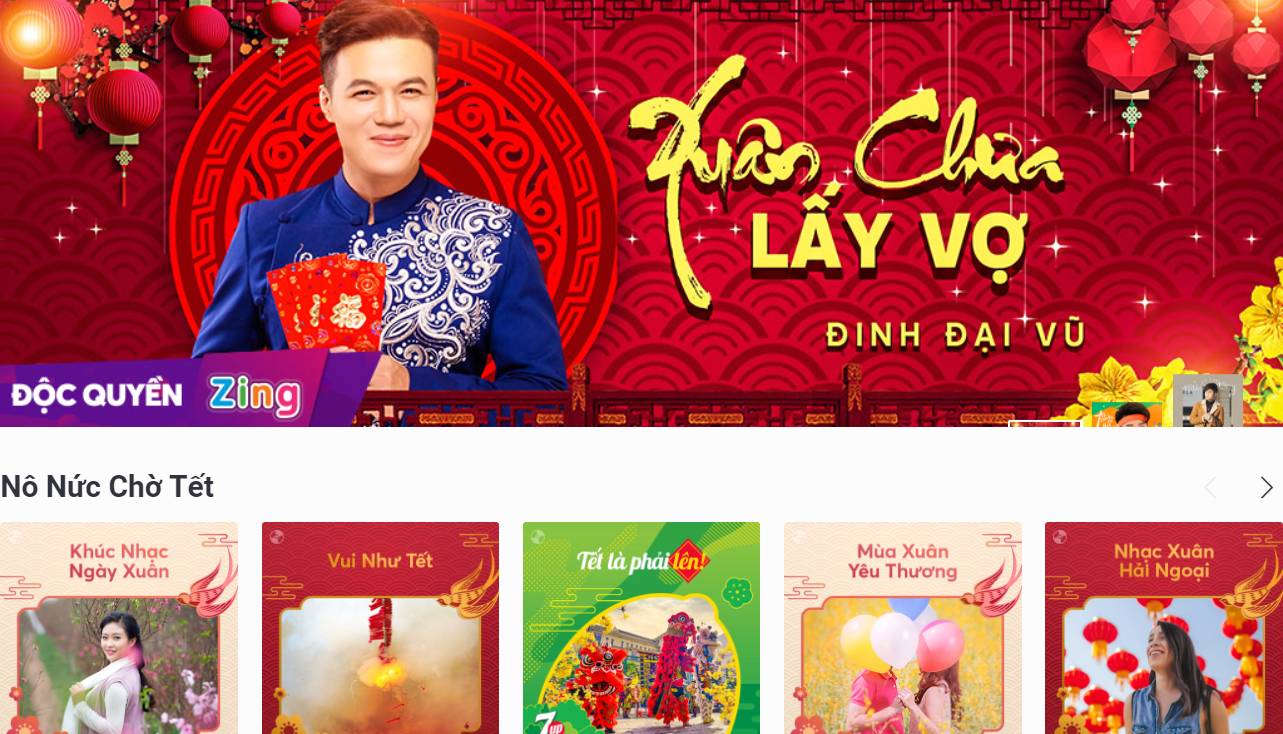 Xuân Chưa
LẤY VỢ
ĐINH ĐẠI VŨ
ĐỘC QUYỀN Zing
Nô Nức Chờ Tết
Khúc Nhạc
Ngày Xuân
Vui Như Tết
Tết là phải lên!
7up
Mùa Xuân
Yêu Thương
Nhạc Xuân
Hải Ngoại